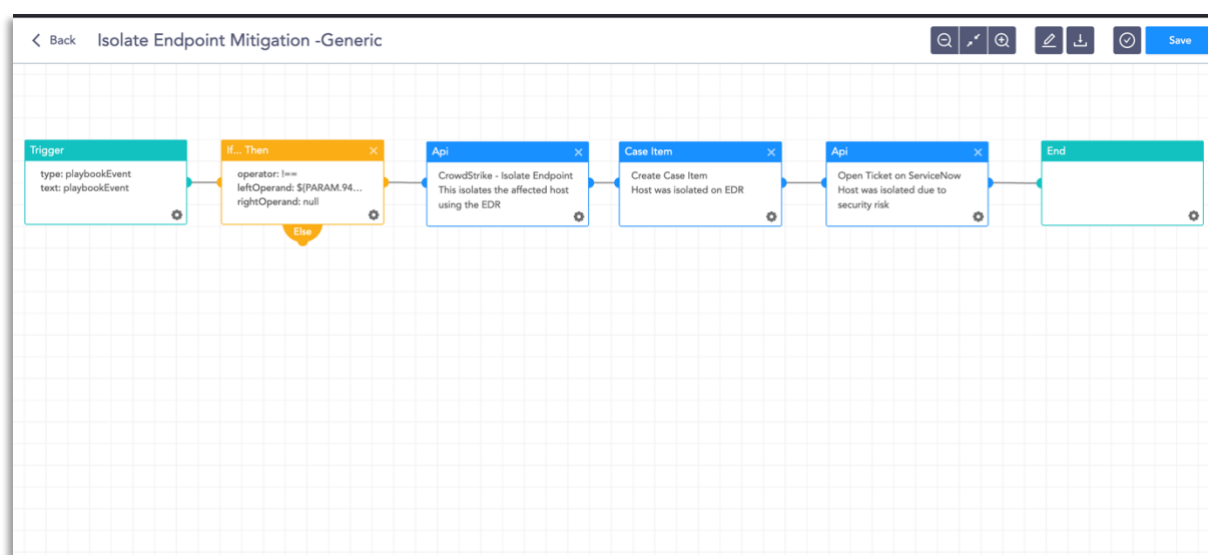 Back
Isolate Endpoint Mitigation -Generic
Save
Trigger
type: playbookEvent
text: playbookEvent
If... Then
operator: !==
leftOperand: ${PARAM.94...
rightOperand: null
Else
Api
CrowdStrike - Isolate Endpoint
This isolates the affected host
using the EDR
Case Item
Create Case Item
Host was isolated on EDR
Api
Open Ticket on ServiceNow
Host was isolated due to
security risk
End